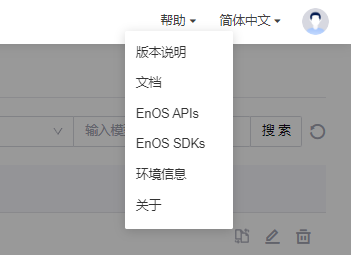 帮助 简体中文
版本说明
文档
EnOS APIs
输入模 搜 索
EnOS SDKs
环境信息
关于